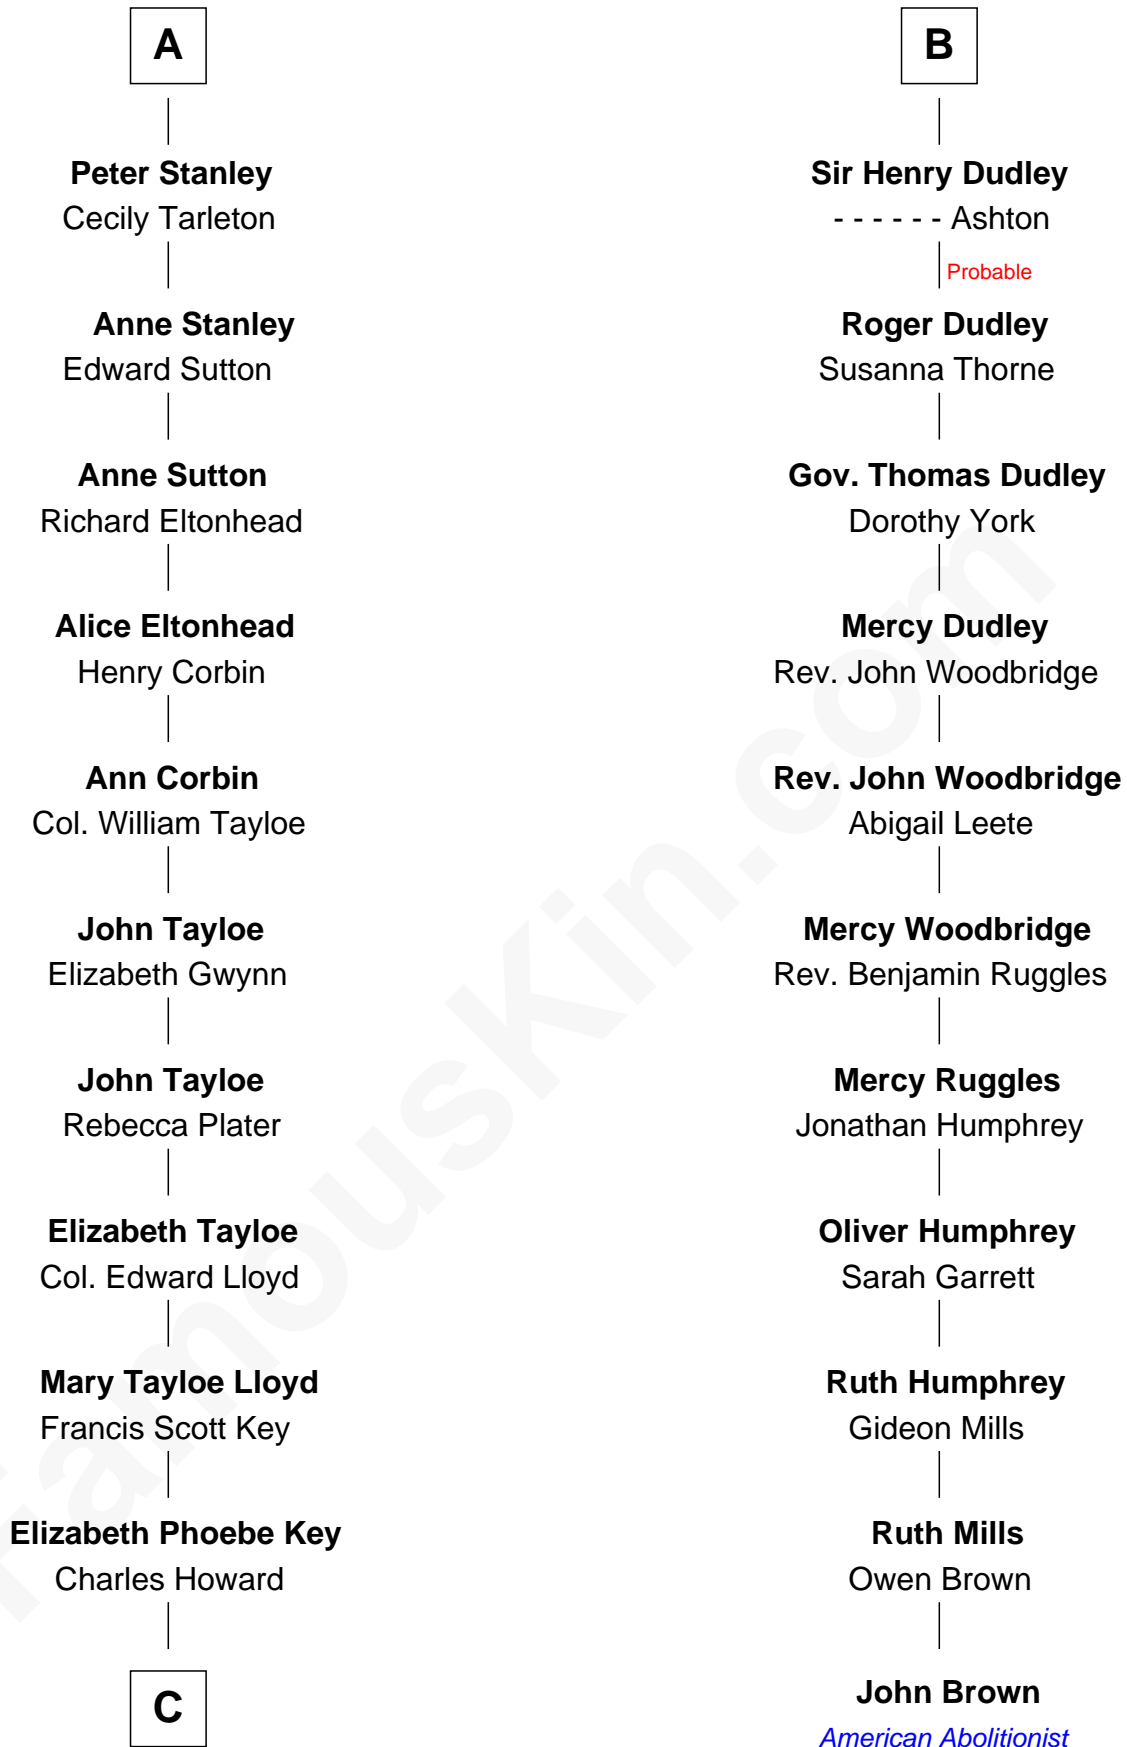 A
Peter Stanley
Cecily Tarleton
Anne Stanley
Edward Sutton
Anne Sutton
Richard Eltonhead
Alice Eltonhead
Henry Corbin
Ann Corbin
Col. William Tayloe
John Tayloe
Elizabeth Gwynn
John Tayloe
Rebecca Plater
Elizabeth Tayloe
Col. Edward Lloyd
Mary Tayloe Lloyd
Francis Scott Key
Elizabeth Phoebe Key
Charles Howard
C
B
Sir Henry Dudley
- - - - - - Ashton
Probable
Roger Dudley
Susanna Thorne
Gov. Thomas Dudley
Dorothy York
Mercy Dudley
Rev. John Woodbridge
Rev. John Woodbridge
Abigail Leete
Mercy Woodbridge
Rev. Benjamin Ruggles
Mercy Ruggles
Jonathan Humphrey
Oliver Humphrey
Sarah Garrett
Ruth Humphrey
Gideon Mills
Ruth Mills
Owen Brown
John Brown
American Abolitionist
FamousKin.com